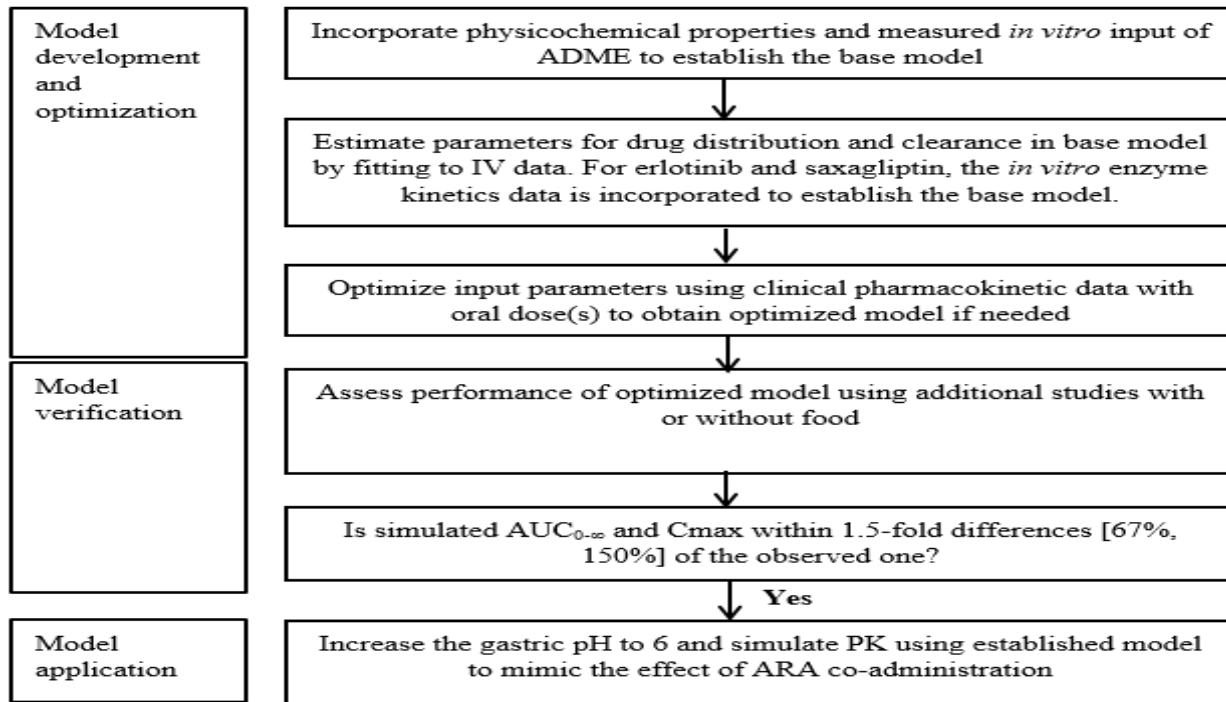 Model
development
and
optimization
Incorporate physicochemical properties and measured in vitro input of
ADME to establish the base model
Estimate parameters for drug distribution and clearance in base model
by fitting to IV data. For erlotinib and saxagliptin, the in vitro enzyme
kinetics data is incorporated to establish the base model.
Optimize input parameters using clinical pharmacokinetic data with
oral dose(s) to obtain optimized model if needed
Model
verification
Assess performance of optimized model using additional studies with
or without food
Is simulated AUC0-∞ and Cmax within 1.5-fold differences [67%,
150%] of the observed one?
Yes
Model
application
Increase the gastric pH to 6 and simulate PK using established model
to mimic the effect of ARA co-administration